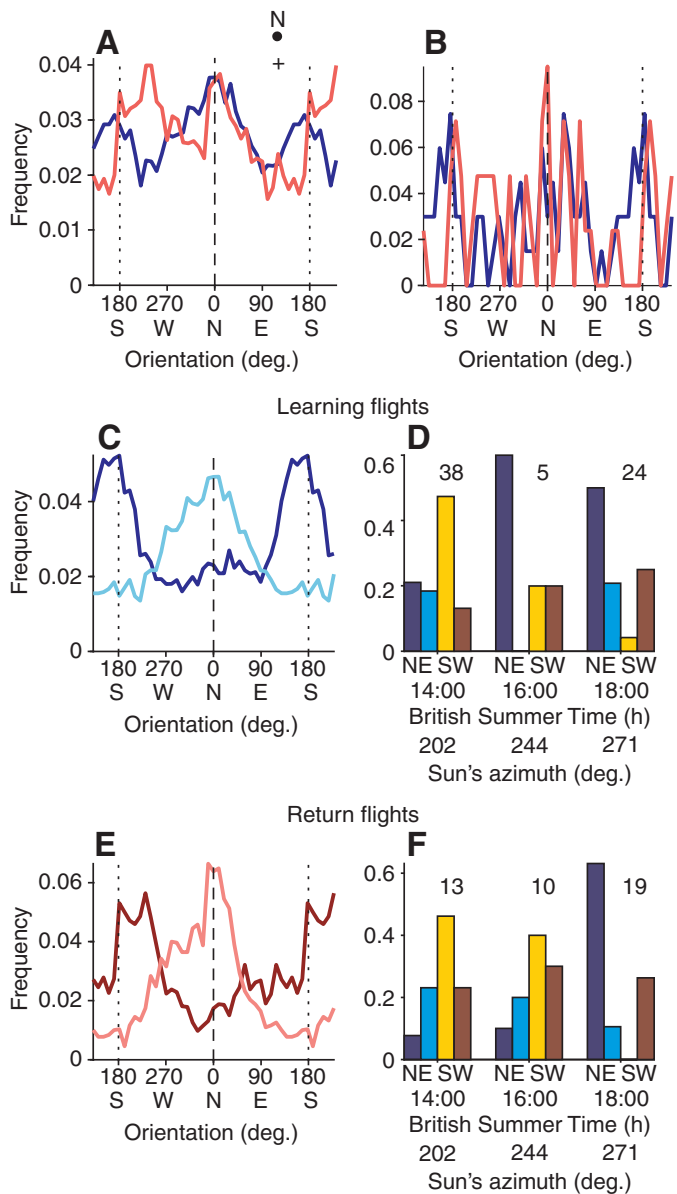 N
A
B
+
0.04
0.03
0.02
0.01
0
Frequency
180 270 0 90 180
S W N E S
Orientation (deg.)
0.08
0.06
0.04
0.02
0
180 270 0 90 180
S W N E S
Orientation (deg.)
Learning flights
C
0.04
0.02
0
Frequency
180 270 0 90 180
S W N E S
Orientation (deg.)
D
0.6
0.4
0.2
0
38 5 24
NE SW NE SW NE SW
14:00 16:00 18:00
British Summer Time (h)
202 244 271
Sun's azimuth (deg.)
Return flights
E
0.06
0.04
0.02
0
Frequency
180 270 0 90 180
S W N E S
Orientation (deg.)
F
0.6
0.4
0.2
0
13 10 19
NE SW NE SW NE SW
14:00 16:00 18:00
British Summer Time (h)
202 244 271
Sun's azimuth (deg.)